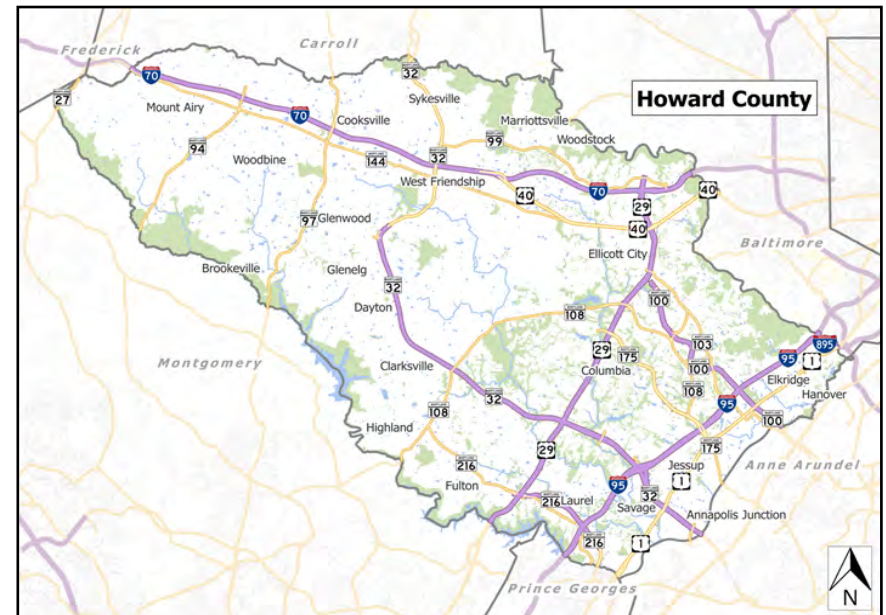 Carroll
Frederick
70
32
27
Mount Airy
Sykesville
Howard County
70
Cooksville
Marriottsville
Woodstock
94
99
Woodbine
144
32
West Friendship
70
40
40
29
97
Glenwood
40
Baltimore
Ellicott City
Brookeville
Glenelg
32
100
Dayton
108
103
895
29
175
95
1
Montgomery
Clarksville
Columbia
100
Elkridge
32
108
Hanover
95
108
100
Highland
29
175
216
Jessup
Anne Arundel
Fulton
95
1
216
Laurel
32
Savage
Annapolis Junction
216
1
Prince Georges
N